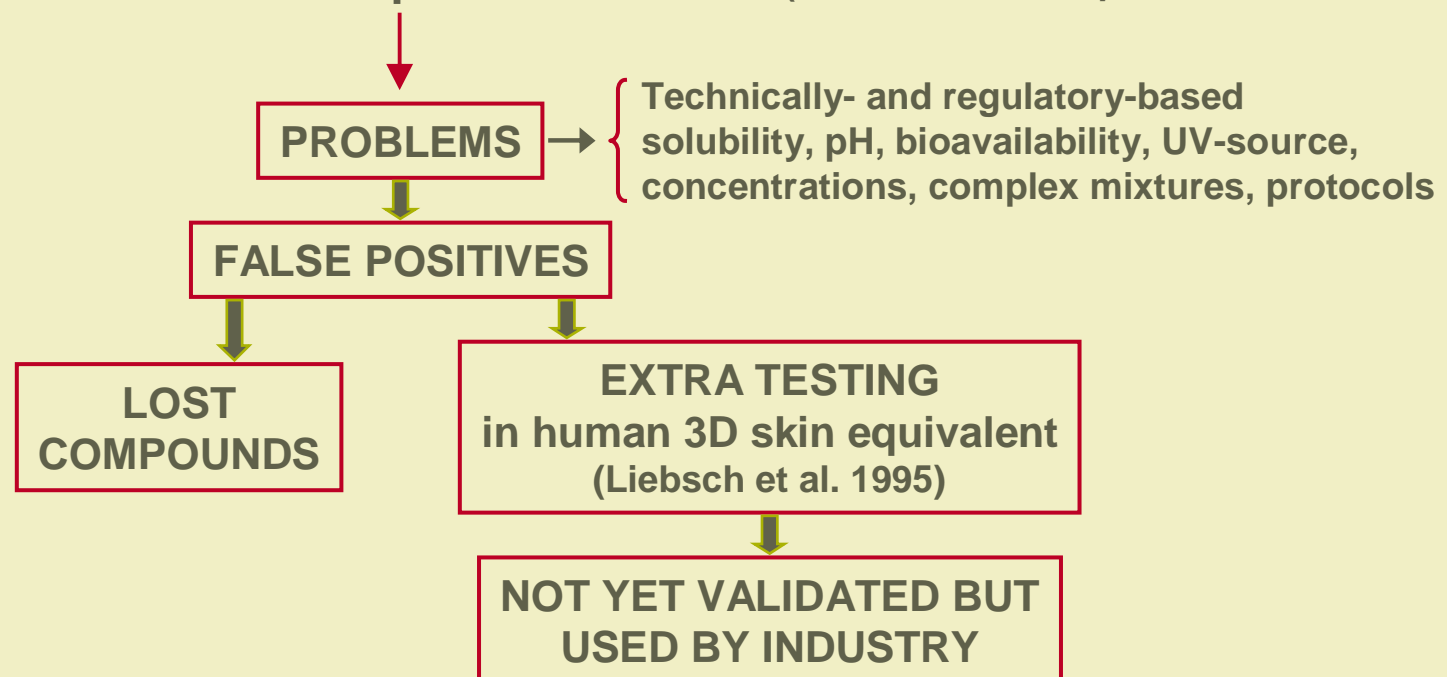 PROBLEMS
Technically- and regulatory-based
solubility, pH, bioavailability, UV-source,
concentrations, complex mixtures, protocols
FALSE POSITIVES
LOST
COMPOUNDS
EXTRA TESTING
in human 3D skin equivalent
(Liebsch et al. 1995)
NOT YET VALIDATED BUT
USED BY INDUSTRY